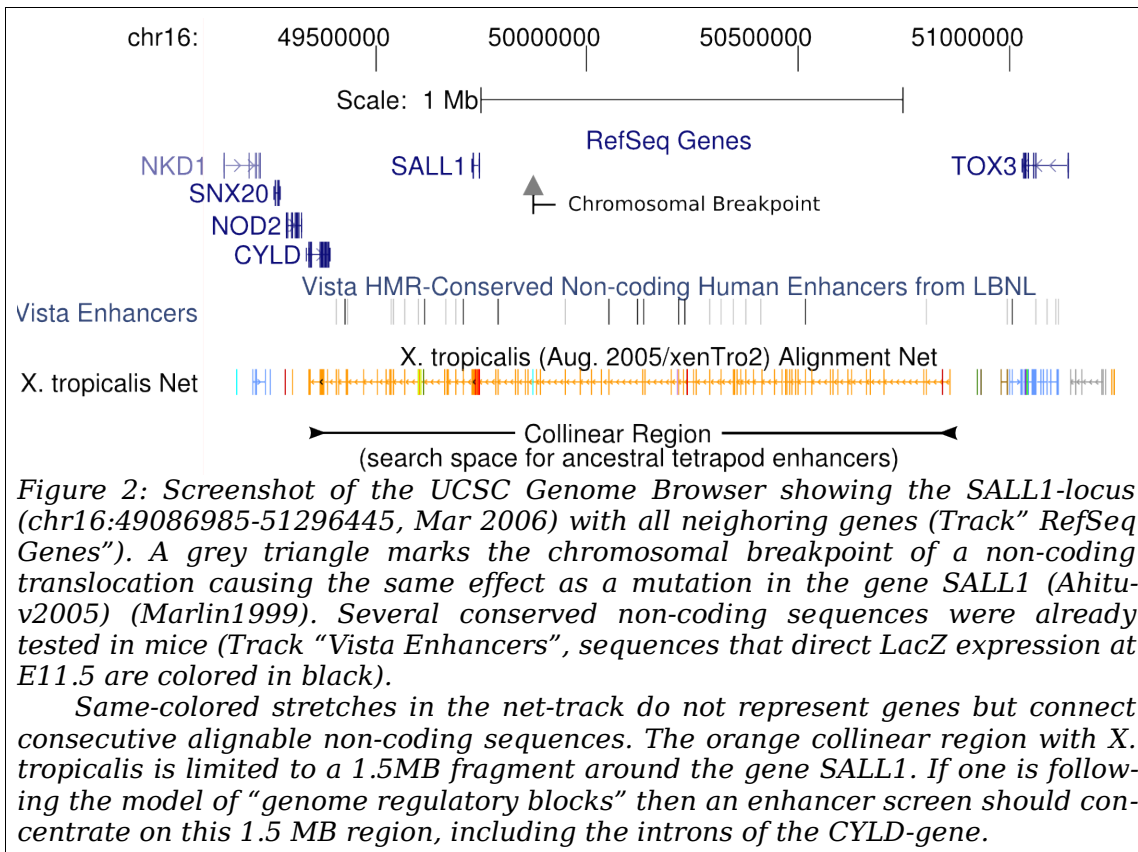 chr16: 49500000 50000000 50500000 51000000
Scale: 1 Mb
RefSeq Genes
NKD1 SALL1 TOX3
SNX20
Chromosomal Breakpoint
NOD2
CYLD
Vista HMR-Conserved Non-coding Human Enhancers from LBNL
Vista Enhancers
X. tropicalis (Aug. 2005/xenTro2) Alignment Net
X. tropicalis Net
Collinear Region
(search space for ancestral tetrapod enhancers)
Figure 2: Screenshot of the UCSC Genome Browser showing the SALL1-locus
(chr16:49086985-51296445, Mar 2006) with all neighoring genes (Track” RefSeq
Genes”). A grey triangle marks the chromosomal breakpoint of a non-coding
translocation causing the same effect as a mutation in the gene SALL1 (Ahitu-
v2005) (Marlin1999). Several conserved non-coding sequences were already
tested in mice (Track “Vista Enhancers”, sequences that direct LacZ expression at
E11.5 are colored in black).
Same-colored stretches in the net-track do not represent genes but connect
consecutive alignable non-coding sequences. The orange collinear region with X.
tropicalis is limited to a 1.5MB fragment around the gene SALL1. If one is follow-
ing the model of “genome regulatory blocks” then an enhancer screen should con-
centrate on this 1.5 MB region, including the introns of the CYLD-gene.